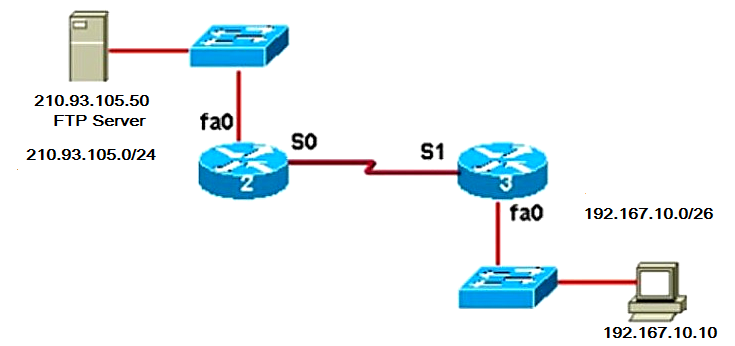 210.93.105.50
FTP Server
210.93.105.0/24
fa0
S0
S1
2
3
fa0
192.167.10.0/26
192.167.10.10